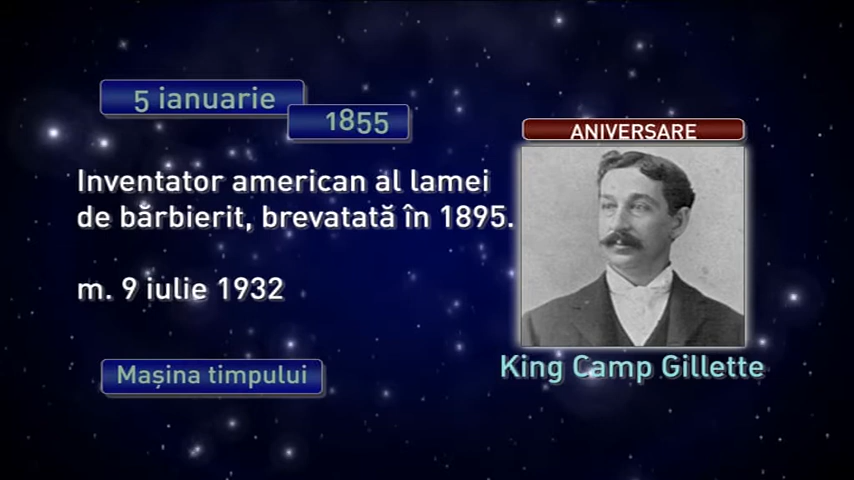 5 ianuarie
1855
ANIVERSARE
Inventator american al lamei
de bărbierit, brevatată în 1895.
m. 9 iulie 1932
King Camp Gillette
Mașina timpului